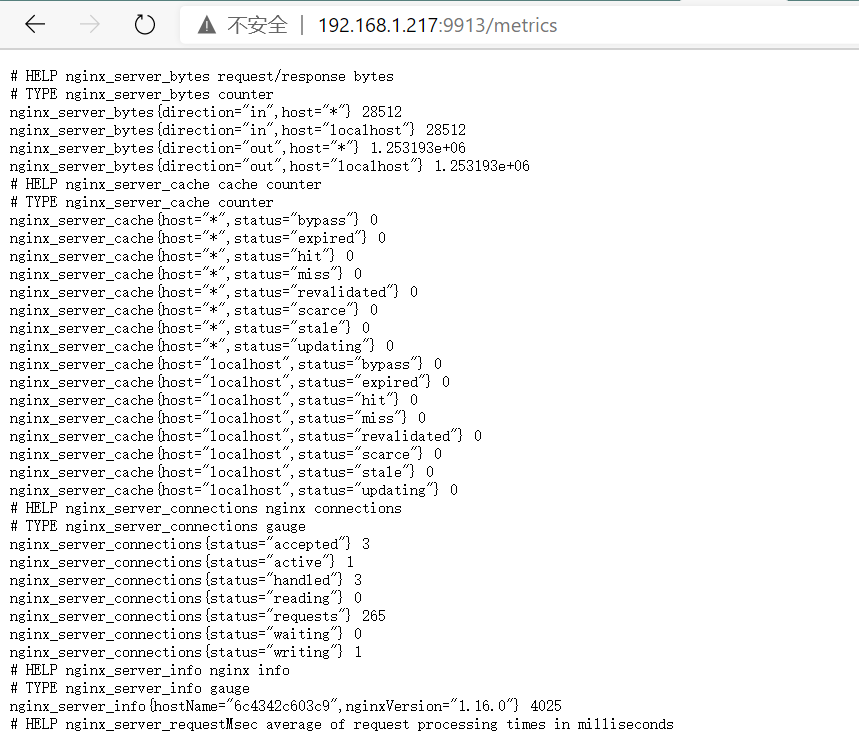 不安全 | 192.168.1.217:9913/metrics
# HELP nginx_server_bytes request/response bytes
# TYPE nginx_server_bytes counter
nginx_server_bytes{direction="in",host="*"} 28512
nginx_server_bytes{direction="in",host="localhost"} 28512
nginx_server_bytes{direction="out",host="*"} 1.253193e+06
nginx_server_bytes{direction="out",host="localhost"} 1.253193e+06
# HELP nginx_server_cache cache counter
# TYPE nginx_server_cache counter
nginx_server_cache{host="*",status="bypass"} 0
nginx_server_cache{host="*",status="expired"} 0
nginx_server_cache{host="*",status="hit"} 0
nginx_server_cache{host="*",status="miss"} 0
nginx_server_cache{host="*",status="revalidated"} 0
nginx_server_cache{host="*",status="scarce"} 0
nginx_server_cache{host="*",status="stale"} 0
nginx_server_cache{host="*",status="updating"} 0
nginx_server_cache{host="localhost",status="bypass"} 0
nginx_server_cache{host="localhost",status="expired"} 0
nginx_server_cache{host="localhost",status="hit"} 0
nginx_server_cache{host="localhost",status="miss"} 0
nginx_server_cache{host="localhost",status="revalidated"} 0
nginx_server_cache{host="localhost",status="scarce"} 0
nginx_server_cache{host="localhost",status="stale"} 0
nginx_server_cache{host="localhost",status="updating"} 0
# HELP nginx_server_connections nginx connections
# TYPE nginx_server_connections gauge
nginx_server_connections{status="accepted"} 3
nginx_server_connections{status="active"} 1
nginx_server_connections{status="handled"} 3
nginx_server_connections{status="reading"} 0
nginx_server_connections{status="requests"} 265
nginx_server_connections{status="waiting"} 0
nginx_server_connections{status="writing"} 1
# HELP nginx_server_info nginx info
# TYPE nginx_server_info gauge
nginx_server_info{hostName="6c4342c603c9",nginxVersion="1.16.0"} 4025
# HELP nginx_server_requestMsec average of request processing times in milliseconds